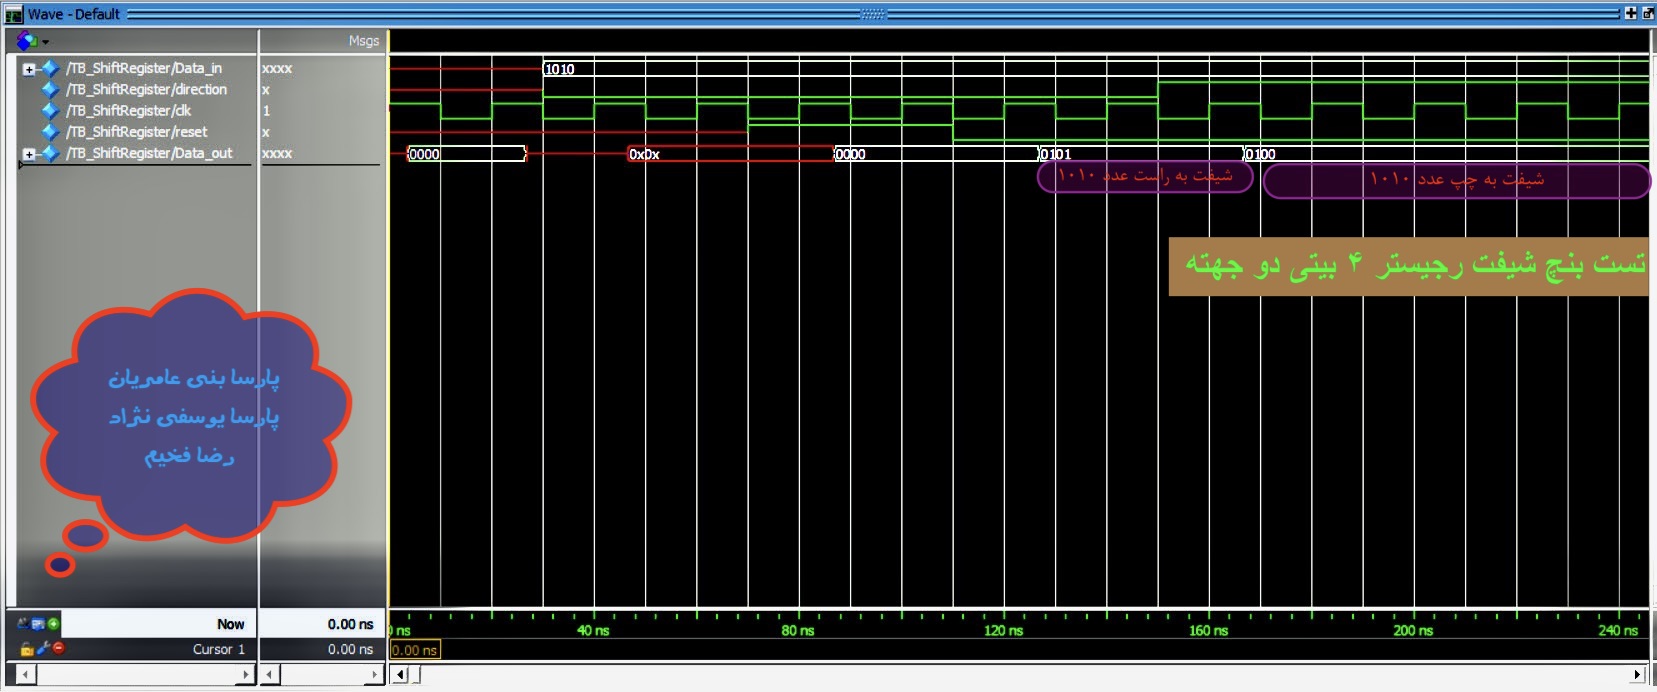 Wave - Default
Msgs
/TB_ShiftRegister/Data_in xxxx 1010
/TB_ShiftRegister/direction x
/TB_ShiftRegister/clk 1
/TB_ShiftRegister/reset x
/TB_ShiftRegister/Data_out xxxx 0000 0x0x 0000 0101 0100
شیفت به راست عدد ۱۰۱۰
شیفت به چپ عدد ۱۰۱۰
تست بنچ شیفت رجیستر ۴ بیتی دو جهته
پارسا بنی عامریان
پارسا یوسفی نژاد
رضا فخیم
Now 0.00 ns
ns 40 ns 80 ns 120 ns 160 ns 200 ns 240 ns
Cursor 1 0.00 ns 0.00 ns